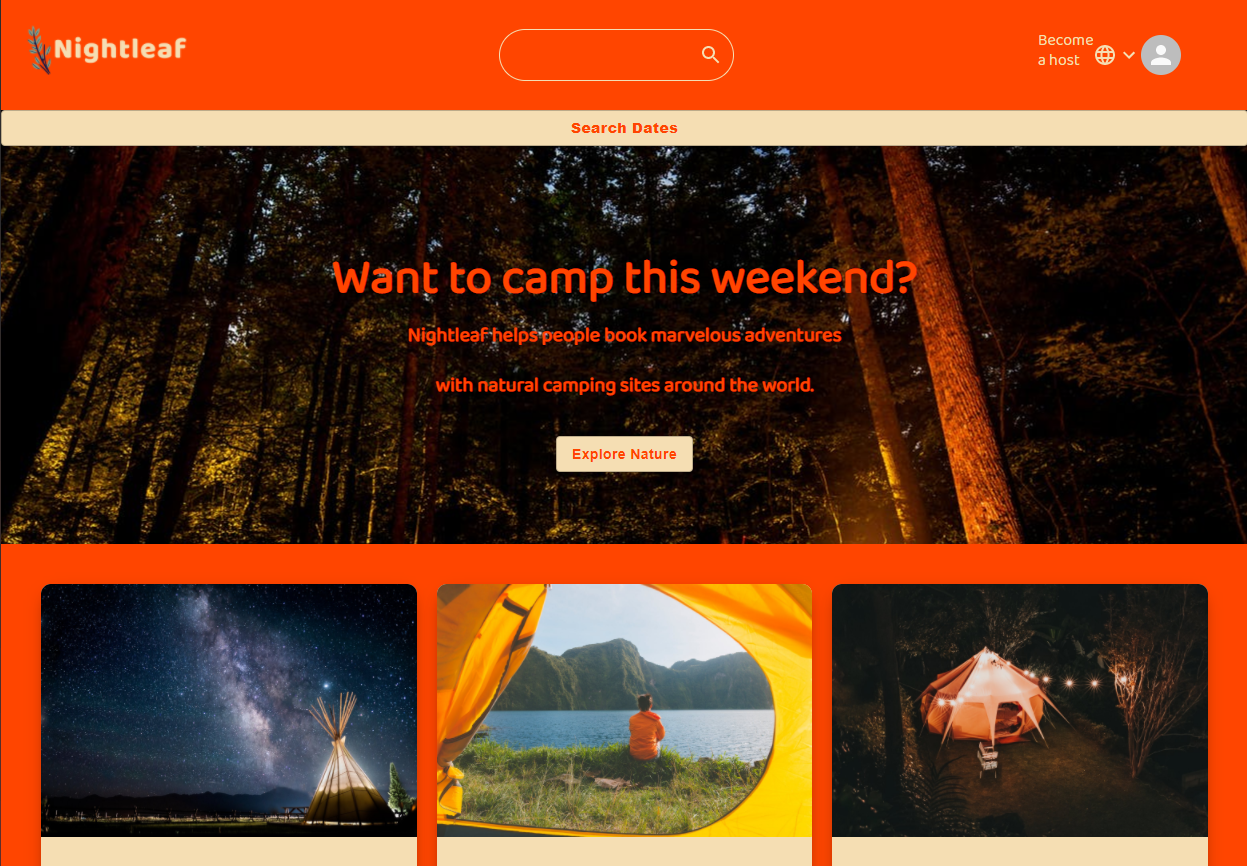 Nightleaf
Become
a host
Search Dates
Want to camp this weekend?
Nightleaf helps people book marvelous adventures
with natural camping sites around the world.
Explore Nature